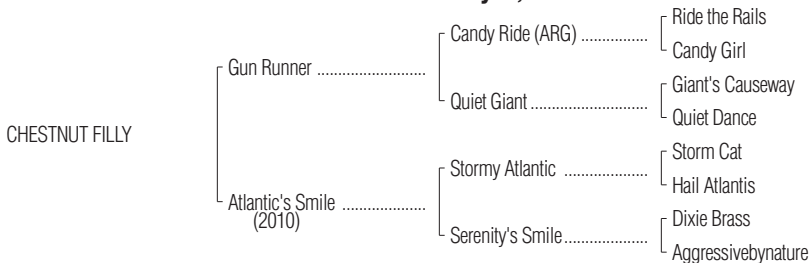 Ride the Rails
Candy Ride (ARG) ................
Candy Girl
Gun Runner ..........................
Giant's Causeway
Quiet Giant ............................
Quiet Dance
CHESTNUT FILLY
Storm Cat
Stormy Atlantic ....................
Hail Atlantis
Atlantic's Smile ....................
(2010)
Dixie Brass
Serenity's Smile ....................
Aggressivebynature